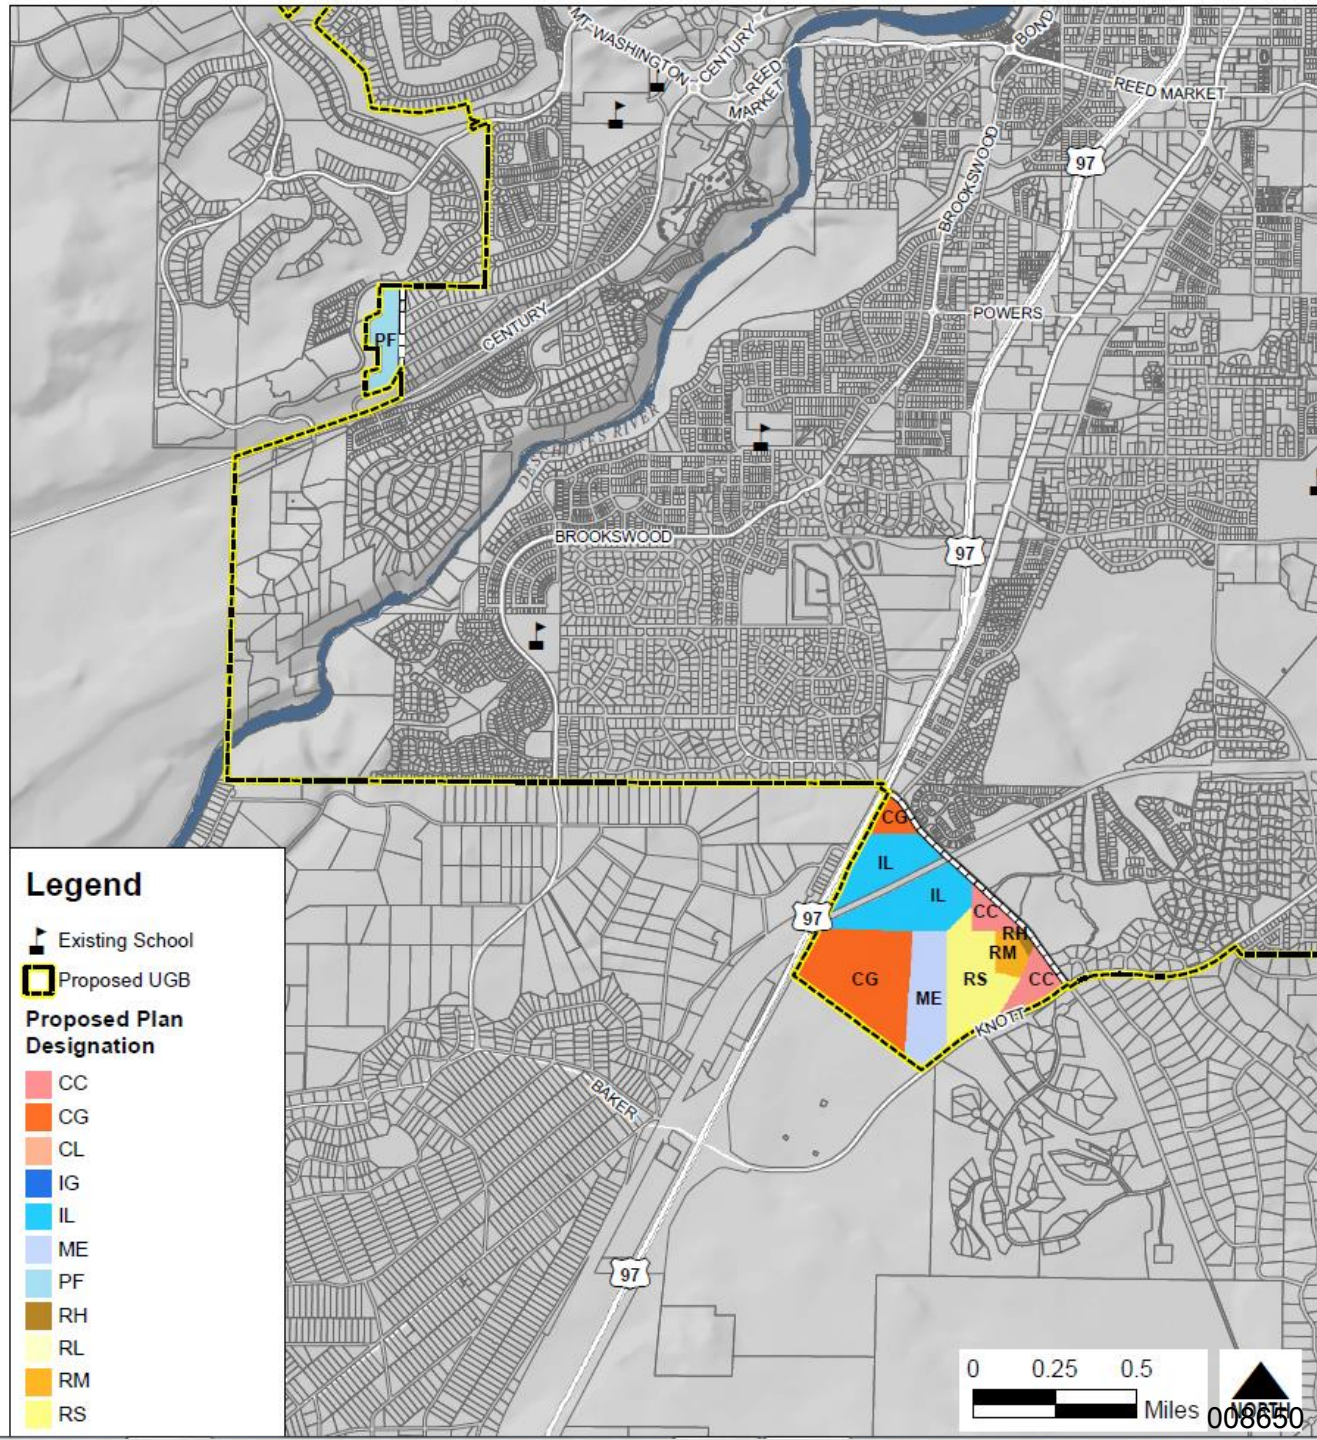 MT WASHINGTON
CENTURY
REED
MARKET
BOND
REED MARKET
97
BROOKSWOOD
POWERS
CENTURY
PF
DESCHUTES RIVER
BROOKSWOOD
97
CG
IL
IL
97
CC
RH
RM
CG
RS
CC
ME
KNOTT
BAKER
97
Legend
Existing School
Proposed UGB
Proposed Plan
Designation
CC
CG
CL
IG
IL
ME
PF
RH
RL
RM
RS
0 0.25 0.5
Miles
NORTH
008650